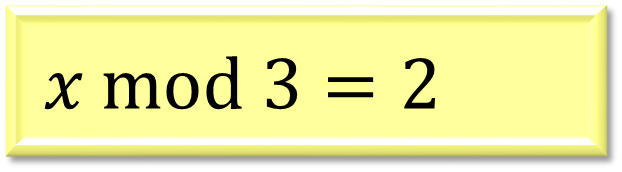 x mod 3 = 2